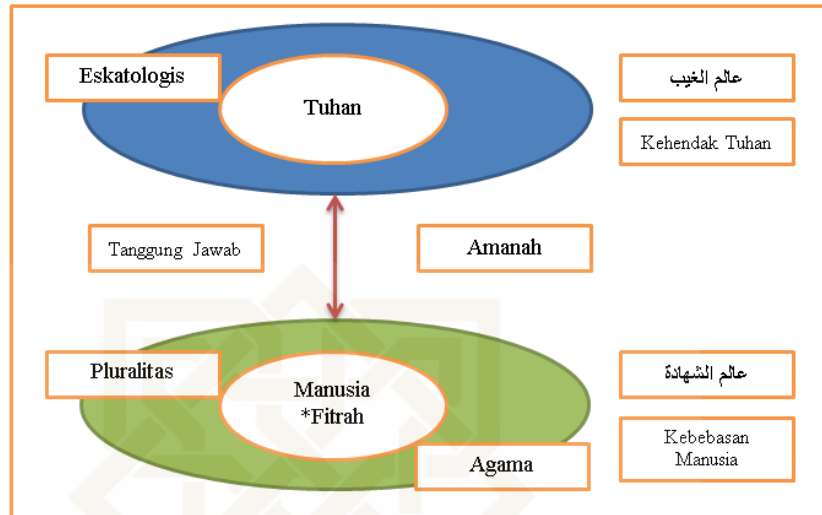 Eskatologis
Tuhan
عالم الغيب
Kehendak Tuhan
Tanggung Jawab
Amanah
Pluralitas
Manusia
*Fitrah
عالم الشهادة
Agama
Kebebasan
Manusia